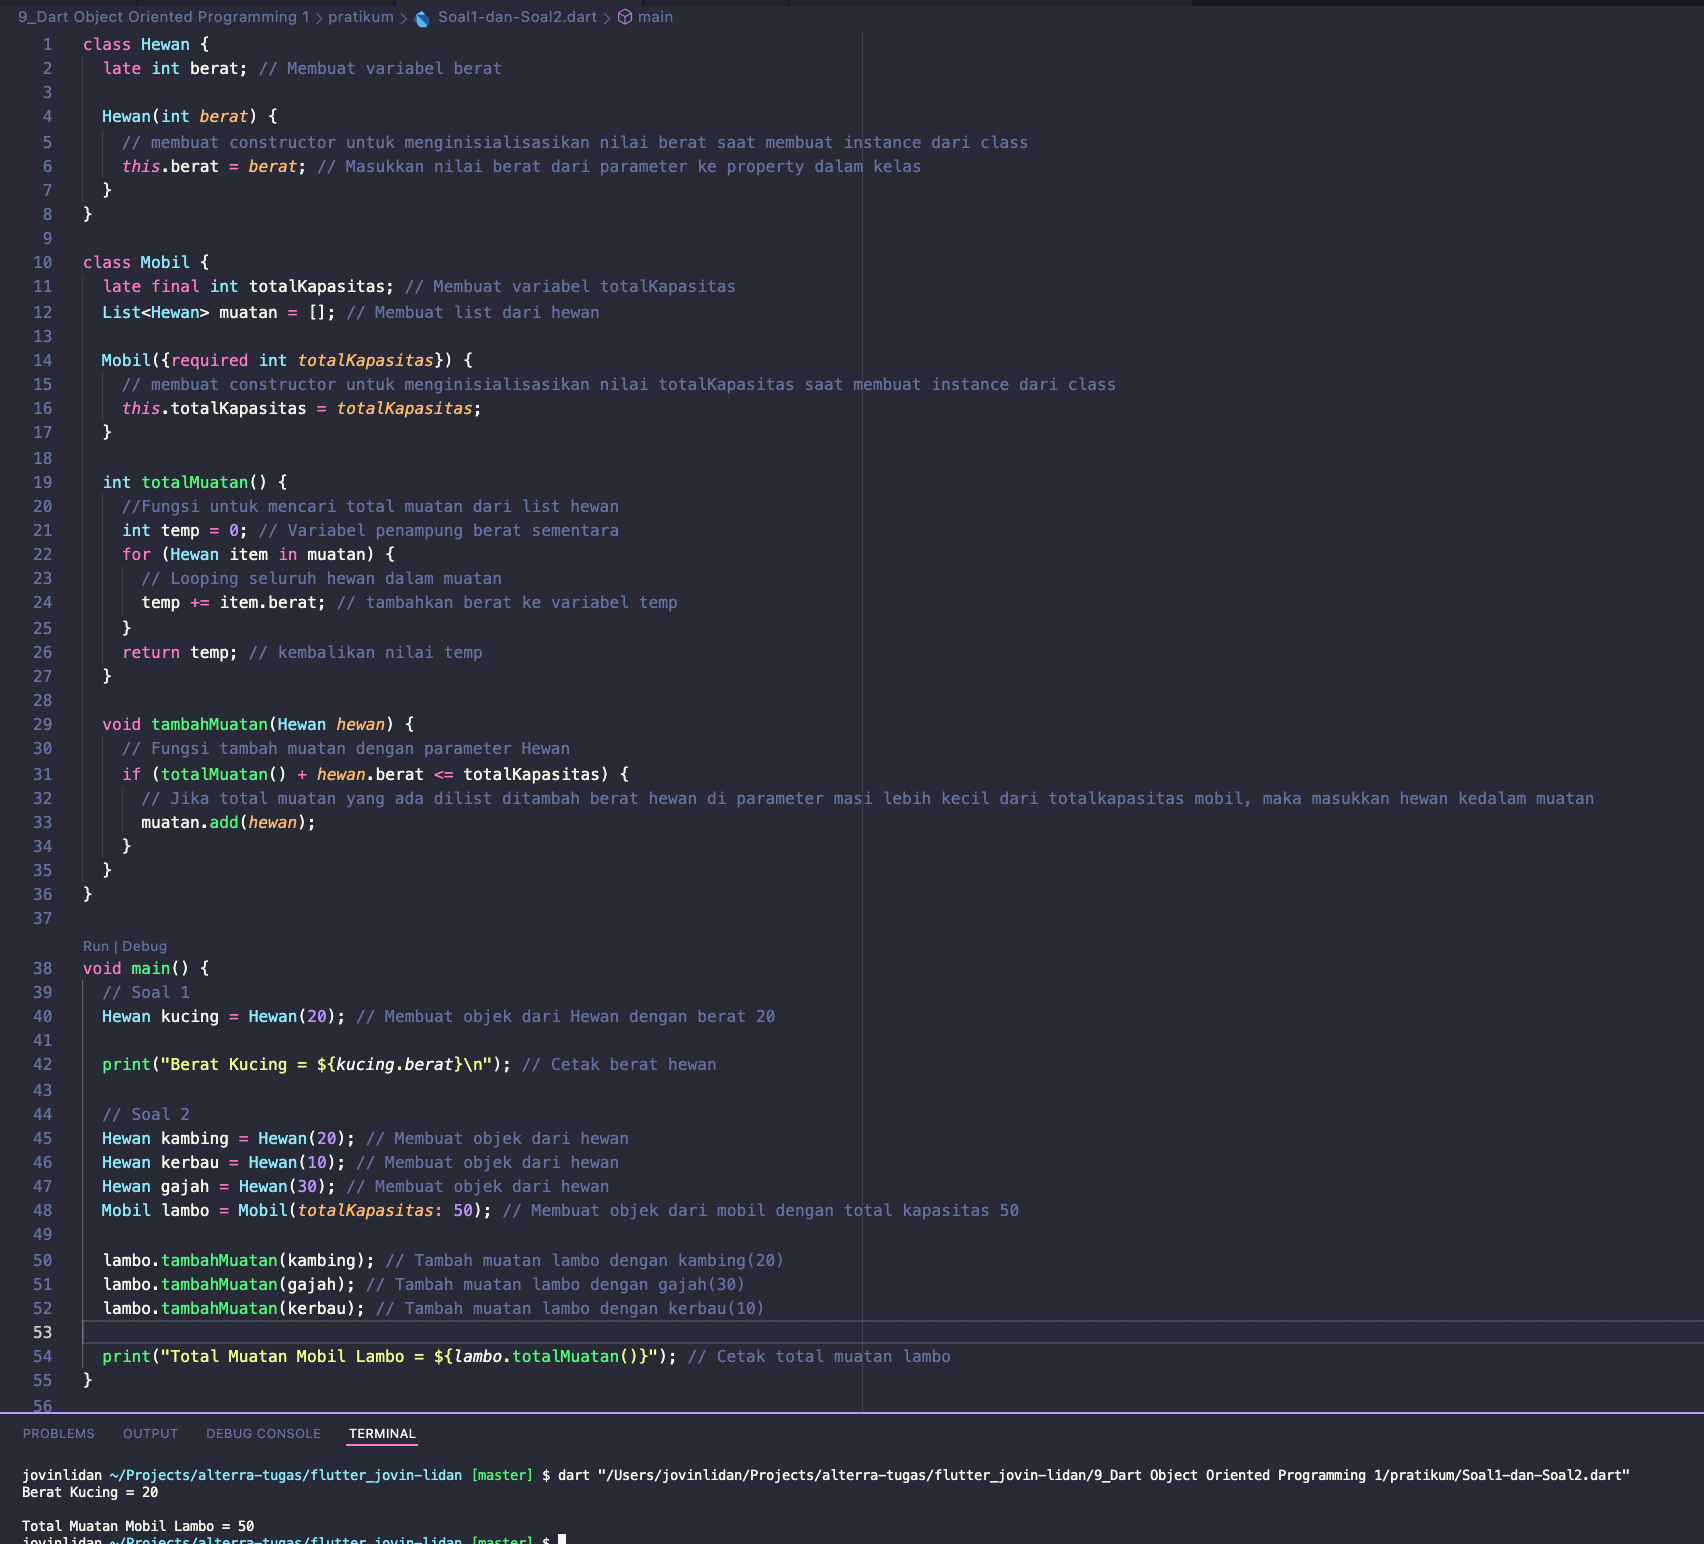 9_Dart Object Oriented Programming 1 > pratikum > Soal1-dan-Soal2.dart > main
1 class Hewan {
2   late int berat; // Membuat variabel berat
3
4   Hewan(int berat) {
5     // membuat constructor untuk menginisialisasikan nilai berat saat membuat instance dari class
6     this.berat = berat; // Masukkan nilai berat dari parameter ke property dalam kelas
7   }
8 }
9
10 class Mobil {
11   late final int totalKapasitas; // Membuat variabel totalKapasitas
12   List<Hewan> muatan = []; // Membuat list dari hewan
13
14   Mobil({required int totalKapasitas}) {
15     // membuat constructor untuk menginisialisasikan nilai totalKapasitas saat membuat instance dari class
16     this.totalKapasitas = totalKapasitas;
17   }
18
19   int totalMuatan() {
20     //Fungsi untuk mencari total muatan dari list hewan
21     int temp = 0; // Variabel penampung berat sementara
22     for (Hewan item in muatan) {
23       // Looping seluruh hewan dalam muatan
24       temp += item.berat; // tambahkan berat ke variabel temp
25     }
26     return temp; // kembalikan nilai temp
27   }
28
29   void tambahMuatan(Hewan hewan) {
30     // Fungsi tambah muatan dengan parameter Hewan
31     if (totalMuatan() + hewan.berat <= totalKapasitas) {
32       // Jika total muatan yang ada dilist ditambah berat hewan di parameter masi lebih kecil dari totalkapasitas mobil, maka masukkan hewan kedalam muatan
33       muatan.add(hewan);
34     }
35   }
36 }
37
Run | Debug
38 void main() {
39   // Soal 1
40   Hewan kucing = Hewan(20); // Membuat objek dari Hewan dengan berat 20
41
42   print("Berat Kucing = ${kucing.berat}\n"); // Cetak berat hewan
43
44   // Soal 2
45   Hewan kambing = Hewan(20); // Membuat objek dari hewan
46   Hewan kerbau = Hewan(10); // Membuat objek dari hewan
47   Hewan gajah = Hewan(30); // Membuat objek dari hewan
48   Mobil lambo = Mobil(totalKapasitas: 50); // Membuat objek dari mobil dengan total kapasitas 50
49
50   lambo.tambahMuatan(kambing); // Tambah muatan lambo dengan kambing(20)
51   lambo.tambahMuatan(gajah); // Tambah muatan lambo dengan gajah(30)
52   lambo.tambahMuatan(kerbau); // Tambah muatan lambo dengan kerbau(10)
53
54   print("Total Muatan Mobil Lambo = ${lambo.totalMuatan()}"); // Cetak total muatan lambo
55 }
56
PROBLEMS OUTPUT DEBUG CONSOLE TERMINAL
jovinlidan ~/Projects/alterra-tugas/flutter_jovin-lidan [master] $ dart "/Users/jovinlidan/Projects/alterra-tugas/flutter_jovin-lidan/9_Dart Object Oriented Programming 1/pratikum/Soal1-dan-Soal2.dart"
Berat Kucing = 20

Total Muatan Mobil Lambo = 50
jovinlidan ~/Projects/alterra-tugas/flutter_jovin-lidan [master] $